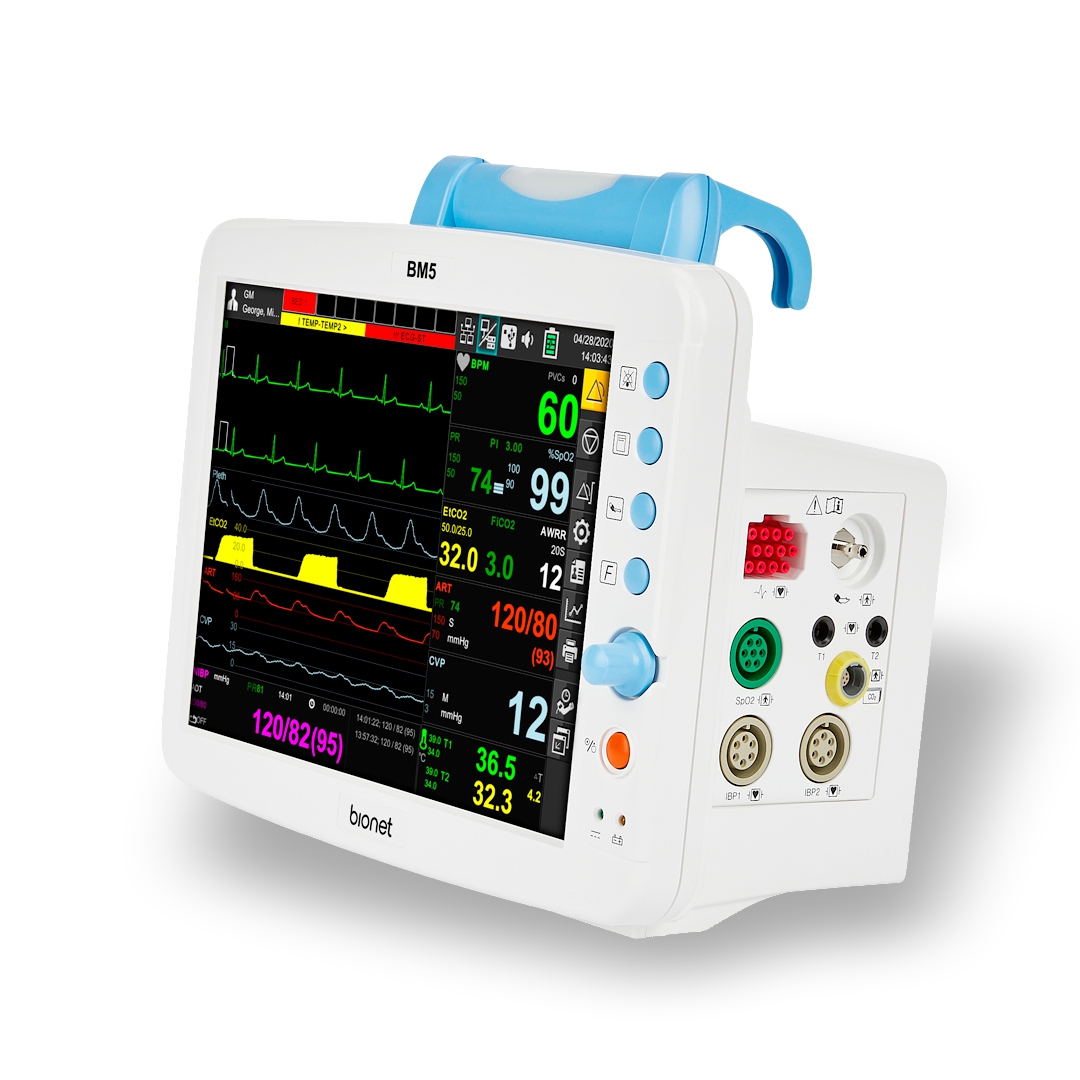 BM5
GM
George, Mi...
! TEMP-TEMP2 >
!!! ECG-ST
04/28/2020
14:03:43
BPM
150
50
PVCs 0
60
PR
150
50
PI 3.00
74
100
90
%SpO2
99
Pleth
EtCO2
40.0
20.0
0.0
EtCO2
50.0/25.0
32.0
FiCO2
3.0
AWRR
20S
12
ART
160
0
ART
PR 74
150
70
S
mmHg
120/80
(93)
CVP
30
15
0
CVP
15
3
M
mmHg
12
NIBP mmHg
ADT
OFF
PR81
14:01
00:00:00
120/82(95)
14:01:22; 120 / 82 (95)
13:57:32; 120 / 82 (95)
°C
39.0 T1
34.0
36.5
39.0 T2
34.0
32.3
ΔT
4.2
F
bionet
SpO2
T1
T2
CO2
IBP1
IBP2